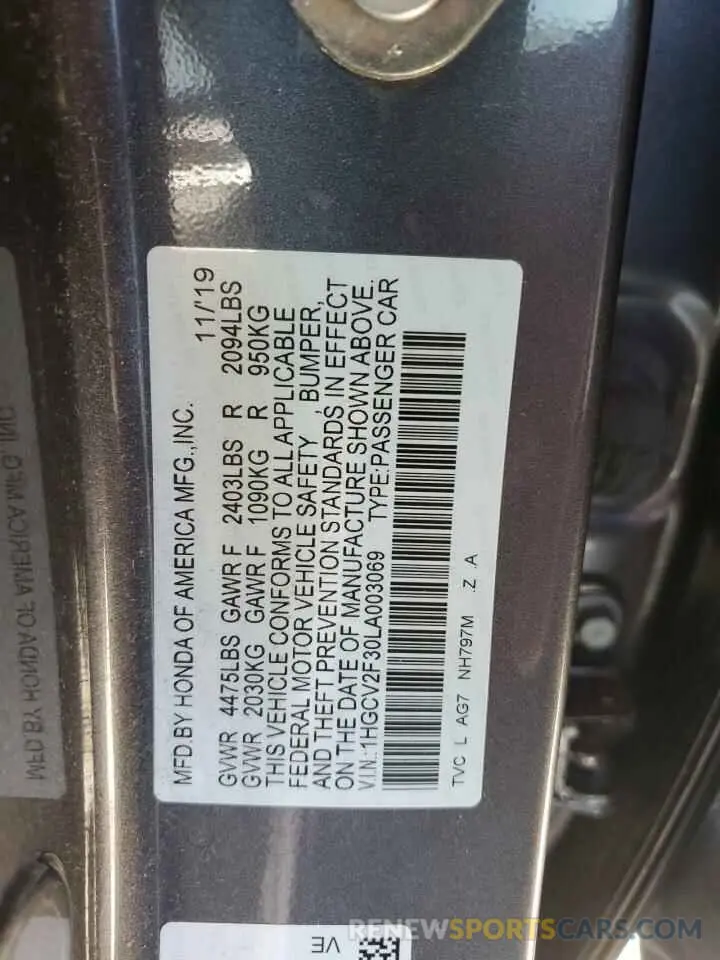 MFD.BY HONDA OF AMERICA MFG.,INC. 11/'19
GVWR 4475LBS GAWR F 2403LBS R 2094LBS
GVWR 2030KG GAWR F 1090KG R 950KG
THIS VEHICLE CONFORMS TO ALL APPLICABLE
FEDERAL MOTOR VEHICLE SAFETY , BUMPER,
AND THEFT PREVENTION STANDARDS IN EFFECT
ON THE DATE OF MANUFACTURE SHOWN ABOVE.
V.I.N.:1HGCV2F30LA003069 TYPE:PASSENGER CAR
TVC L AG7 NH797M .Z .A
MFD BY HONDA OF AMERICA MFG., INC.
VE
RENEWSPORTSCARS.COM